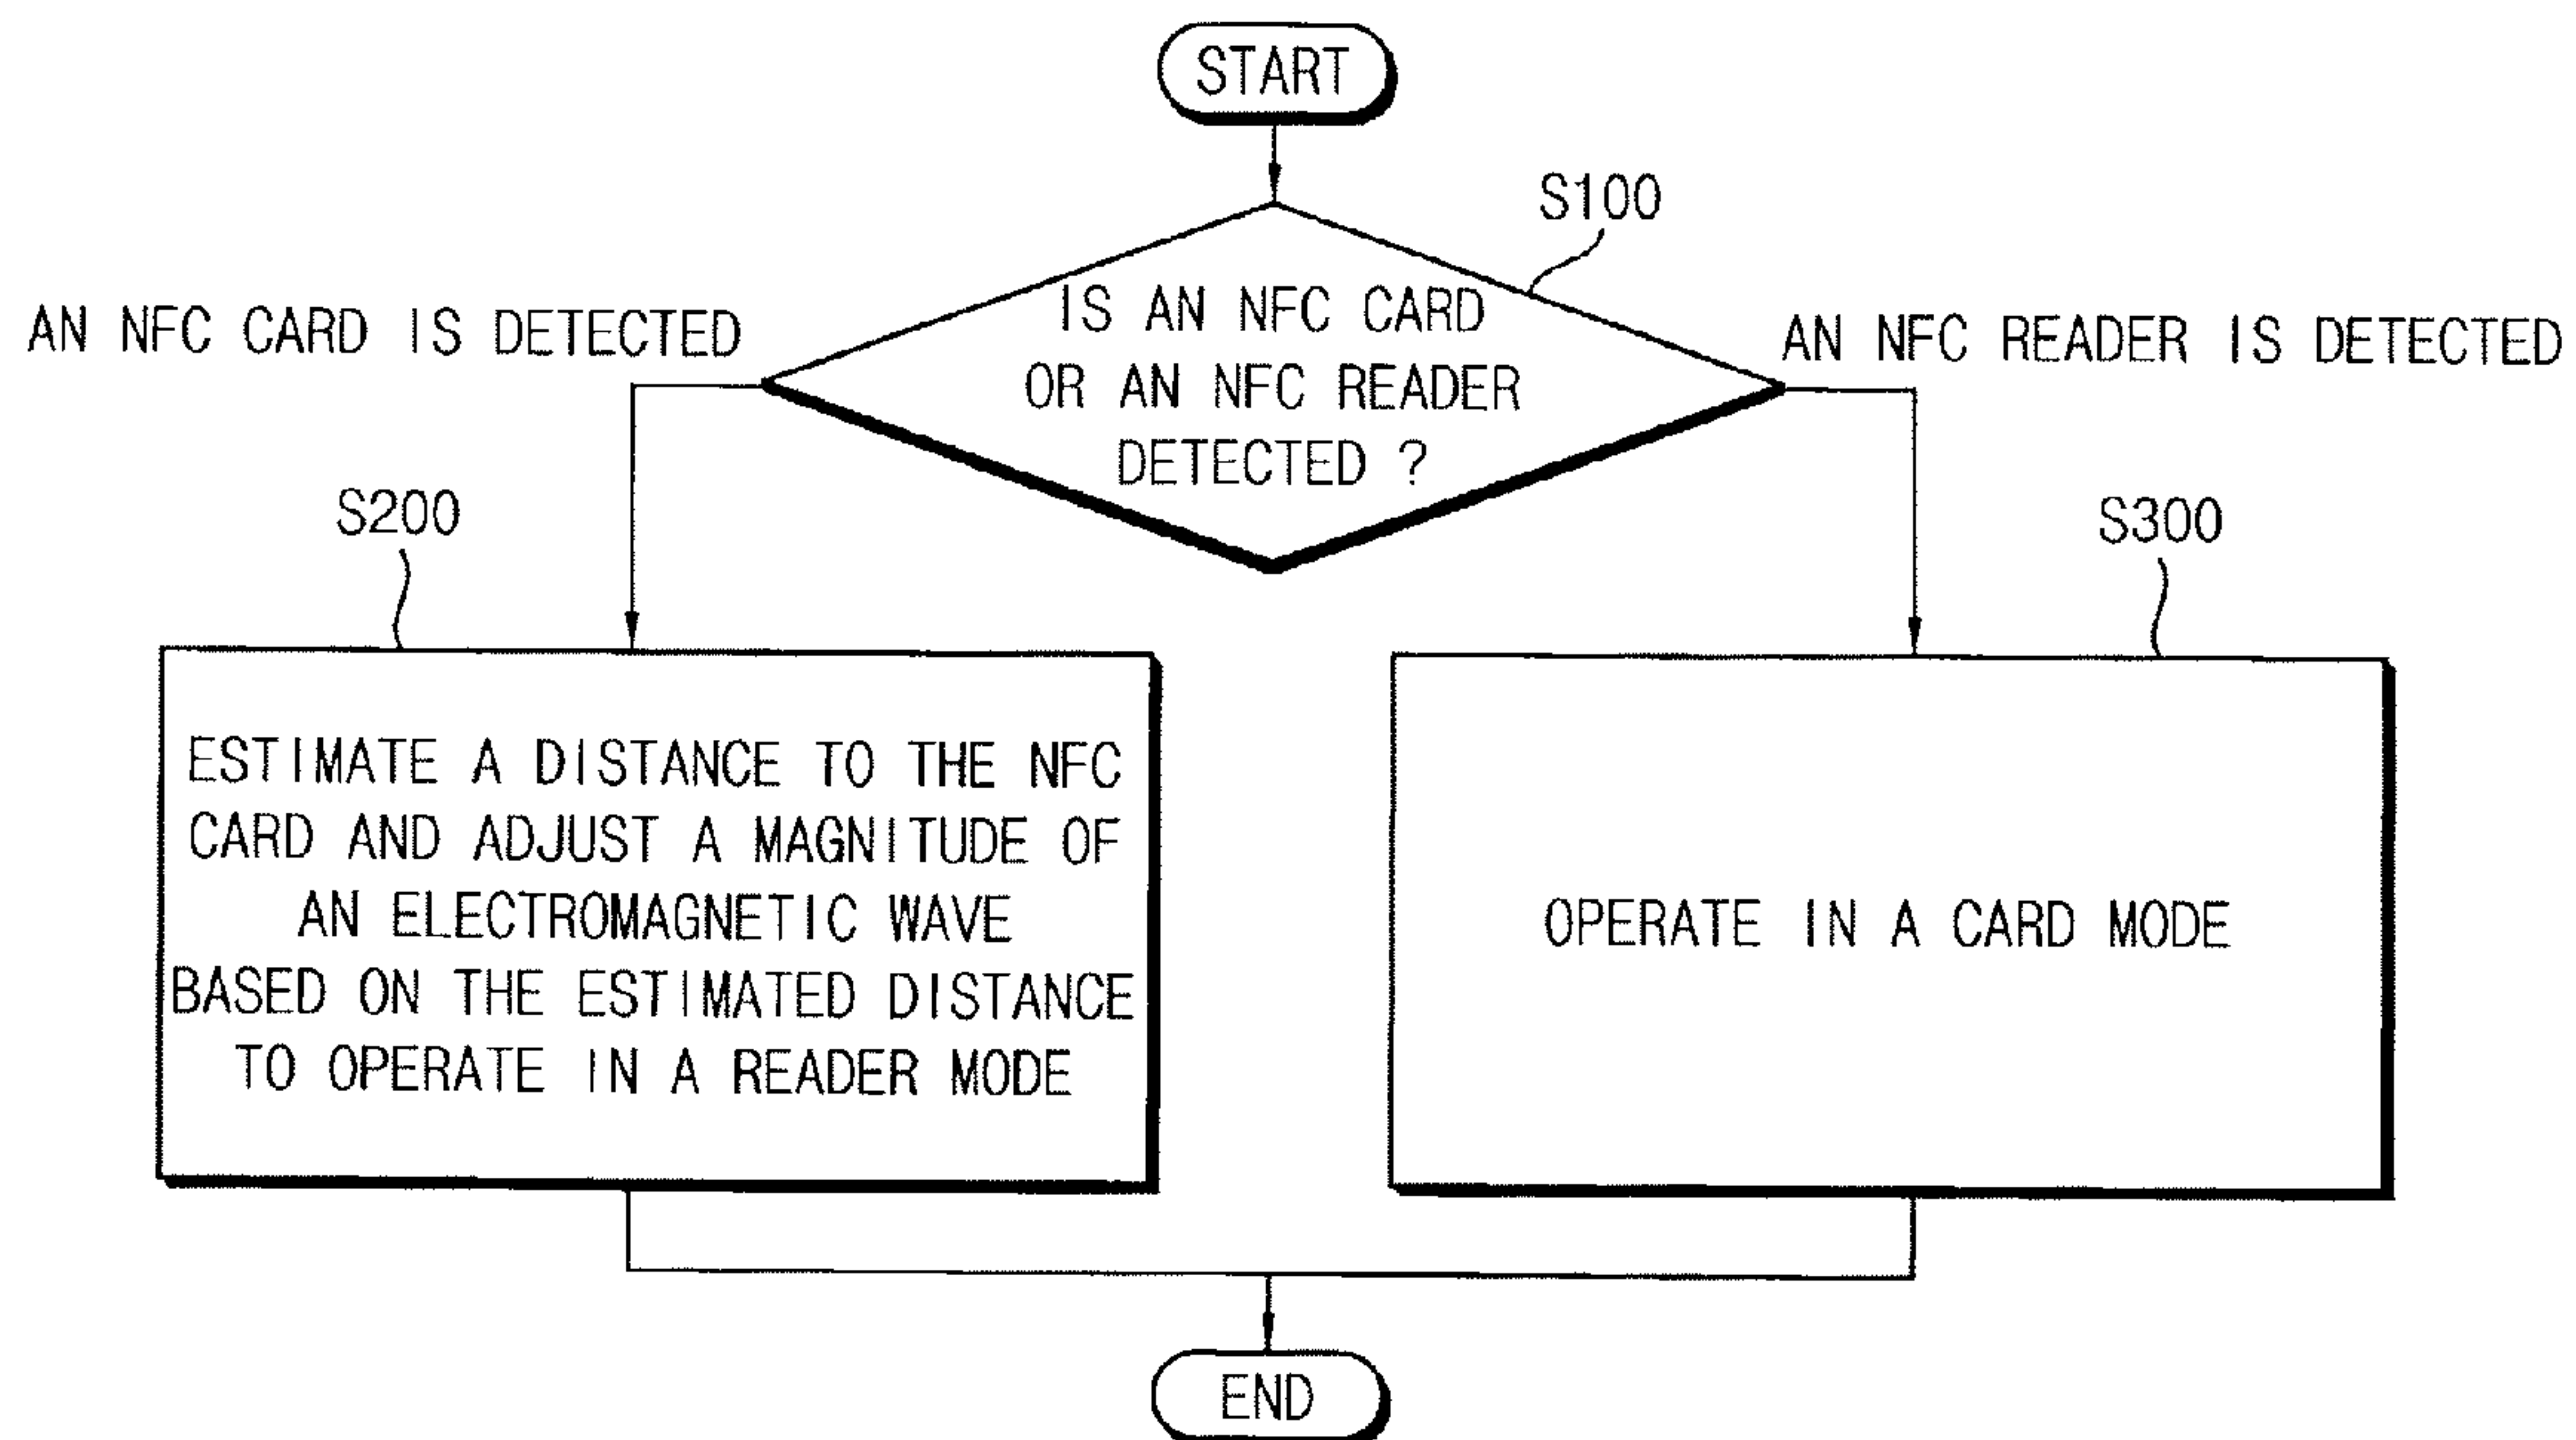 START
S100
IS AN NFC CARD
OR AN NFC READER
DETECTED ?
AN NFC CARD IS DETECTED
AN NFC READER IS DETECTED
S200
ESTIMATE A DISTANCE TO THE NFC
CARD AND ADJUST A MAGNITUDE OF
AN ELECTROMAGNETIC WAVE
BASED ON THE ESTIMATED DISTANCE
TO OPERATE IN A READER MODE
S300
OPERATE IN A CARD MODE
END